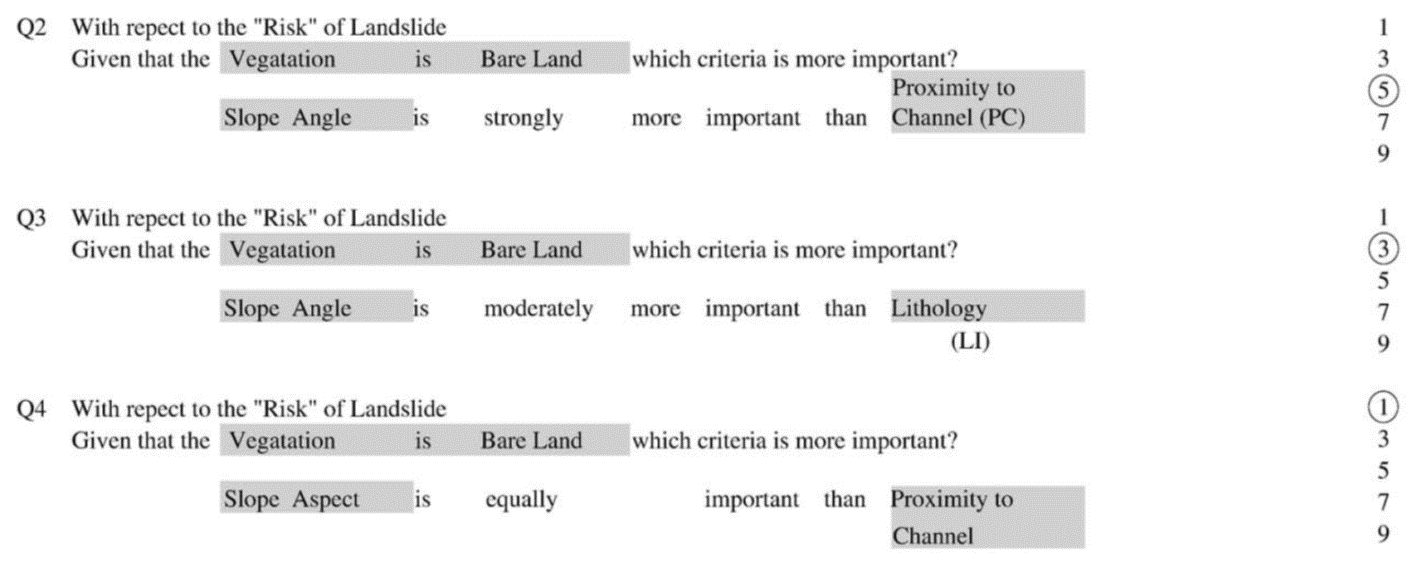 Q2 With repect to the "Risk" of Landslide 1
Given that the Vegatation is Bare Land which criteria is more important? 3
Proximity to 5
Slope Angle is strongly more important than Channel (PC) 7
9
Q3 With repect to the "Risk" of Landslide 1
Given that the Vegatation is Bare Land which criteria is more important? 3
5
Slope Angle is moderately more important than Lithology 7
(LI) 9
Q4 With repect to the "Risk" of Landslide 1
Given that the Vegatation is Bare Land which criteria is more important? 3
5
Slope Aspect is equally important than Proximity to 7
Channel 9